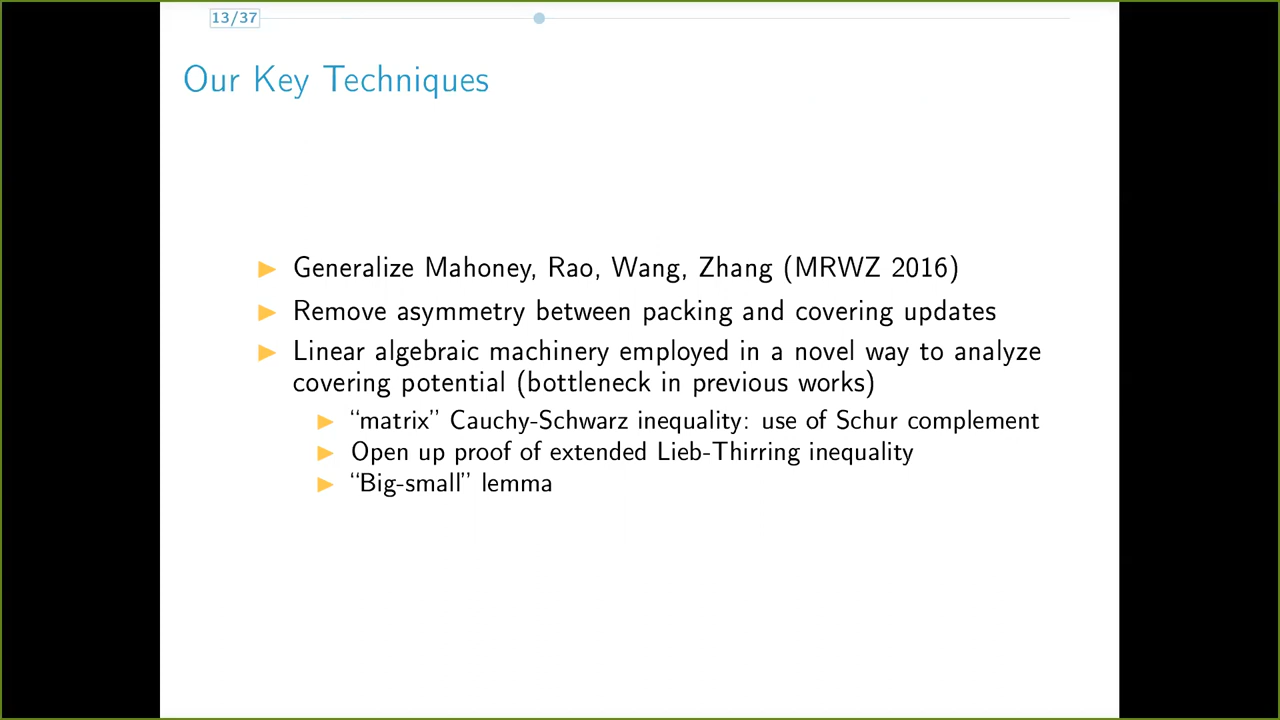 13/37
Our Key Techniques
Generalize Mahoney, Rao, Wang, Zhang (MRWZ 2016)
Remove asymmetry between packing and covering updates
Linear algebraic machinery employed in a novel way to analyze
covering potential (bottleneck in previous works)
“matrix” Cauchy-Schwarz inequality: use of Schur complement
Open up proof of extended Lieb-Thirring inequality
“Big-small” lemma